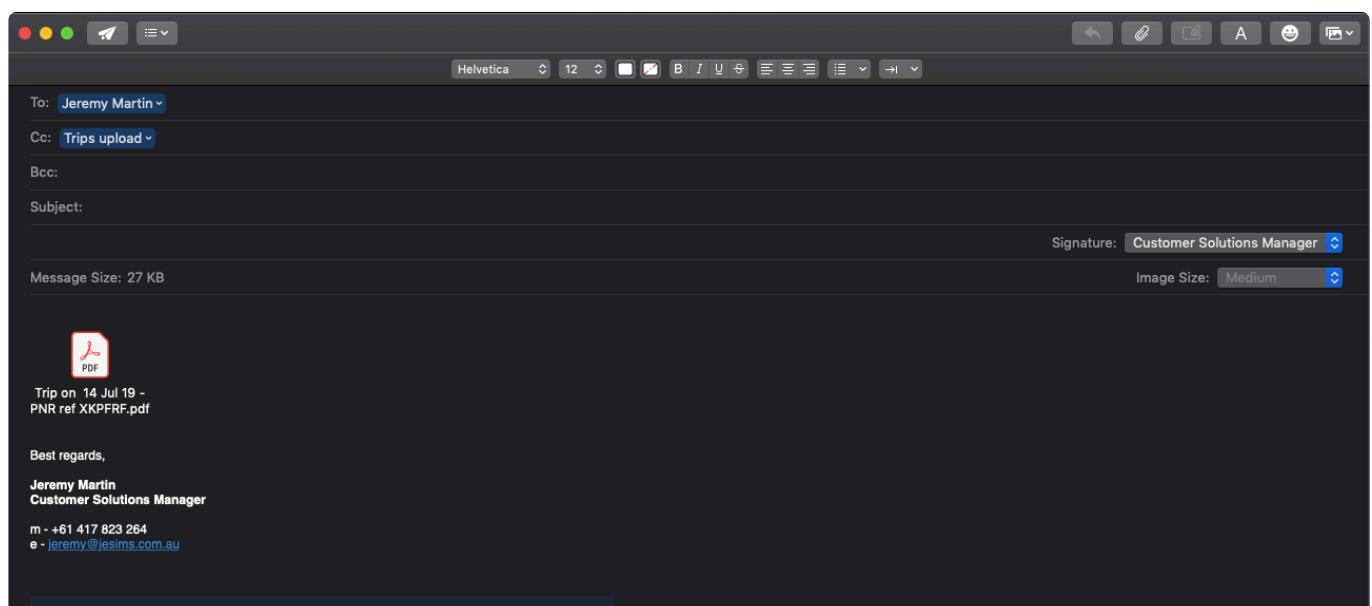 A
Helvetica 12 B I U S
To: Jeremy Martin
Cc: Trips upload
Bcc:
Subject:
Signature: Customer Solutions Manager
Message Size: 27 KB
Image Size: Medium
PDF
Trip on 14 Jul 19 -
PNR ref XKPFRF.pdf
Best regards,
Jeremy Martin
Customer Solutions Manager
m - +61 417 823 264
e - jeremy@jesims.com.au